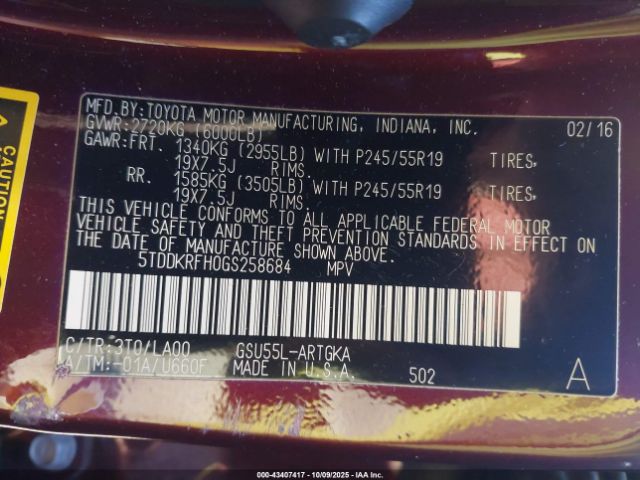 MFD.BY:TOYOTA MOTOR MANUFACTURING, INDIANA, INC. 02/16
GVWR:2720KG (6000LB)
GAWR:FRT. 1340KG (2955LB) WITH P245/55R19 TIRES,
19X7.5J RIMS.
RR. 1585KG (3505LB) WITH P245/55R19 TIRES,
19X7.5J RIMS.
THIS VEHICLE CONFORMS TO ALL APPLICABLE FEDERAL MOTOR
VEHICLE SAFETY AND THEFT PREVENTION STANDARDS IN EFFECT ON
THE DATE OF MANUFACTURE SHOWN ABOVE.
5TDDKRFH0GS258684 MPV
C/TR:3T0/LA00 GSU55L-ARTGKA
A/TM:-01A/U660F MADE IN U.S.A. 502 A
CAUTION
000-43407417 - 10/09/2025 - IAA Inc.